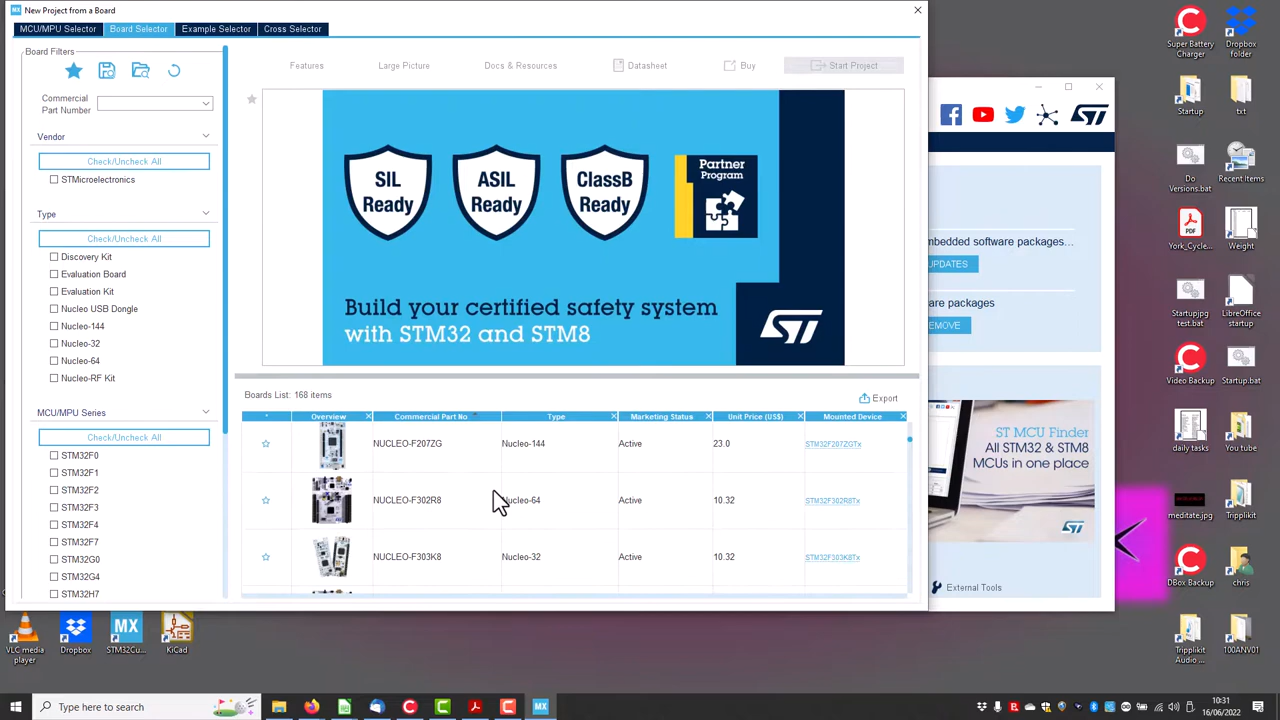 New Project from a Board
MCU/MPU Selector
Board Selector
Example Selector
Cross Selector
Board Filters
Commercial
Part Number
Vendor
Check/Uncheck All
STMicroelectronics
Type
Check/Uncheck All
Discovery Kit
Evaluation Board
Evaluation Kit
Nucleo USB Dongle
Nucleo-144
Nucleo-32
Nucleo-64
Nucleo-RF Kit
MCU/MPU Series
Check/Uncheck All
STM32F0
STM32F1
STM32F2
STM32F3
STM32F4
STM32F7
STM32G0
STM32G4
STM32H7
Features
Large Picture
Docs & Resources
Datasheet
Buy
Start Project
SIL
Ready
ASIL
Ready
ClassB
Ready
Partner
Program
Build your certified safety system
with STM32 and STM8
ST
Boards List: 168 items
Export
* Overview Commercial Part No Type Marketing Status Unit Price (US$) Mounted Device
NUCLEO-F207ZG Nucleo-144 Active 23.0 STM32F207ZGTx
NUCLEO-F302R8 Nucleo-64 Active 10.32 STM32F302R8Tx
NUCLEO-F303K8 Nucleo-32 Active 10.32 STM32F303K8Tx
ST
mbedded software packages...
UPDATES
are packages
EMOVE
ST MCU Finder
All STM32 & STM8
MCUs in one place
ST
External Tools
Super Battery
Charger
Dropbox
folder
Startup
txt
Do
Versions.bat
Recent Items
PDF
York_Cycle...
Weight
Startupjpg
test.bat
LibreOffice
startup
Video Backup
Startup.bat
daily tasks
You tube
meditate.jpg
Tripplikit
DBox Backup
chris
Tripplikit
Audio ...
100ANV01
VLC media
player
Dropbox
MX
STM32Cu...
KiCad
Type here to search
MX
10:31
16/06/2022